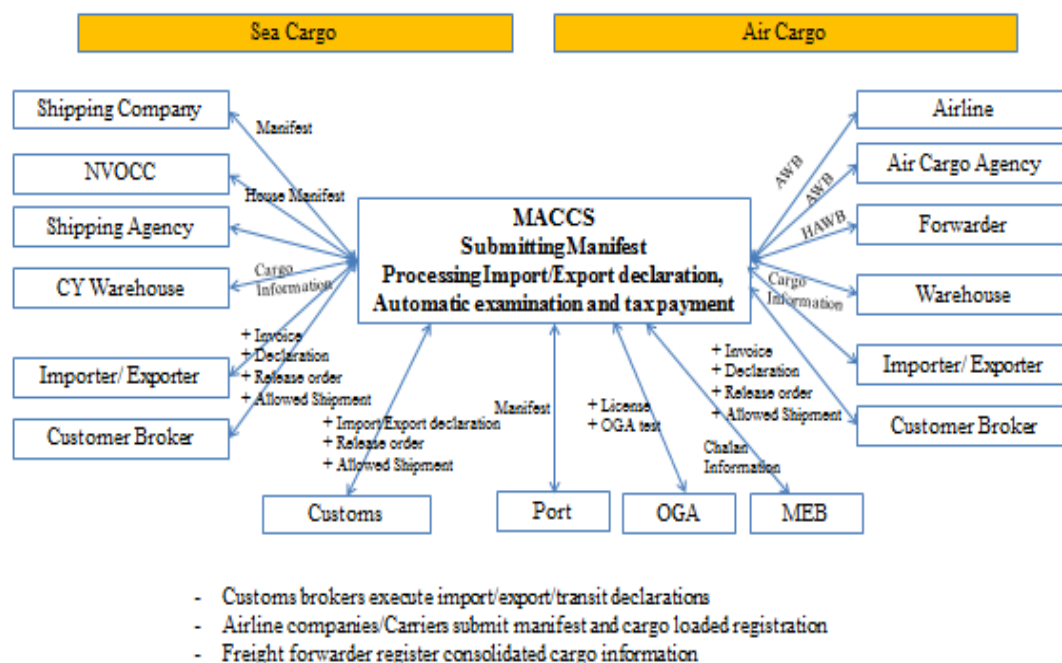 Sea Cargo
Air Cargo
Shipping Company
Manifest
NVOCC
House Manifest
Shipping Agency
CY Warehouse
Cargo
Information
Importer/ Exporter
+ Invoice
+ Declaration
+ Release order
+ Allowed Shipment
Customer Broker
MACCS
Submitting Manifest
Processing Import/Export declaration,
Automatic examination and tax payment
Airline
AWB
Air Cargo Agency
AWB
Forwarder
HAWB
Warehouse
Cargo
Information
Importer/ Exporter
+ Invoice
+ Declaration
+ Release order
+ Allowed Shipment
Customer Broker
+ Import/Export declaration
+ Release order
+ Allowed Shipment
Manifest
+ License
+ OGA test
Chalan
Information
Customs
Port
OGA
MEB
- Customs brokers execute import/export/transit declarations
- Airline companies/Carriers submit manifest and cargo loaded registration
- Freight forwarder register consolidated cargo information